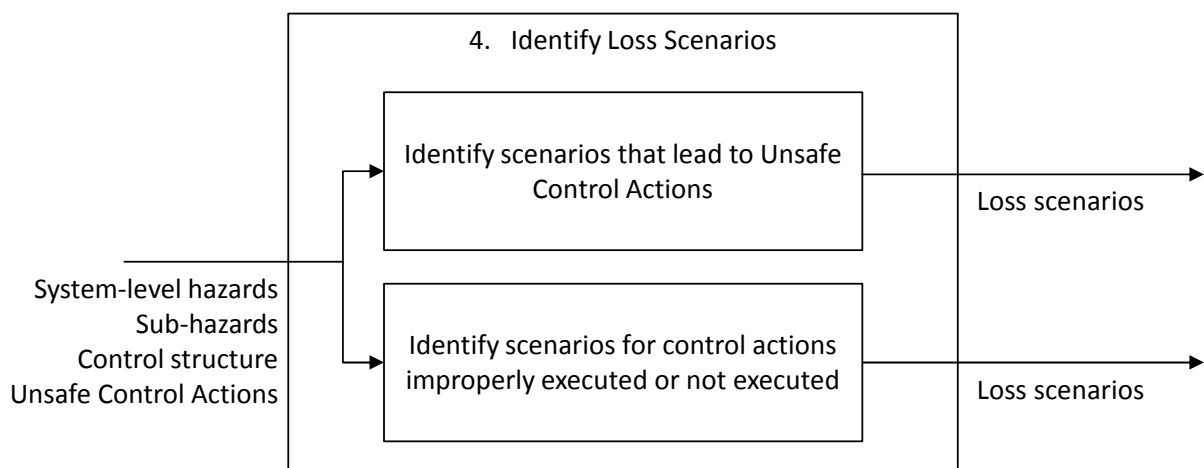 4. Identify Loss Scenarios
Identify scenarios that lead to Unsafe
Control Actions
Loss scenarios
System-level hazards
Sub-hazards
Control structure
Unsafe Control Actions
Identify scenarios for control actions
improperly executed or not executed
Loss scenarios